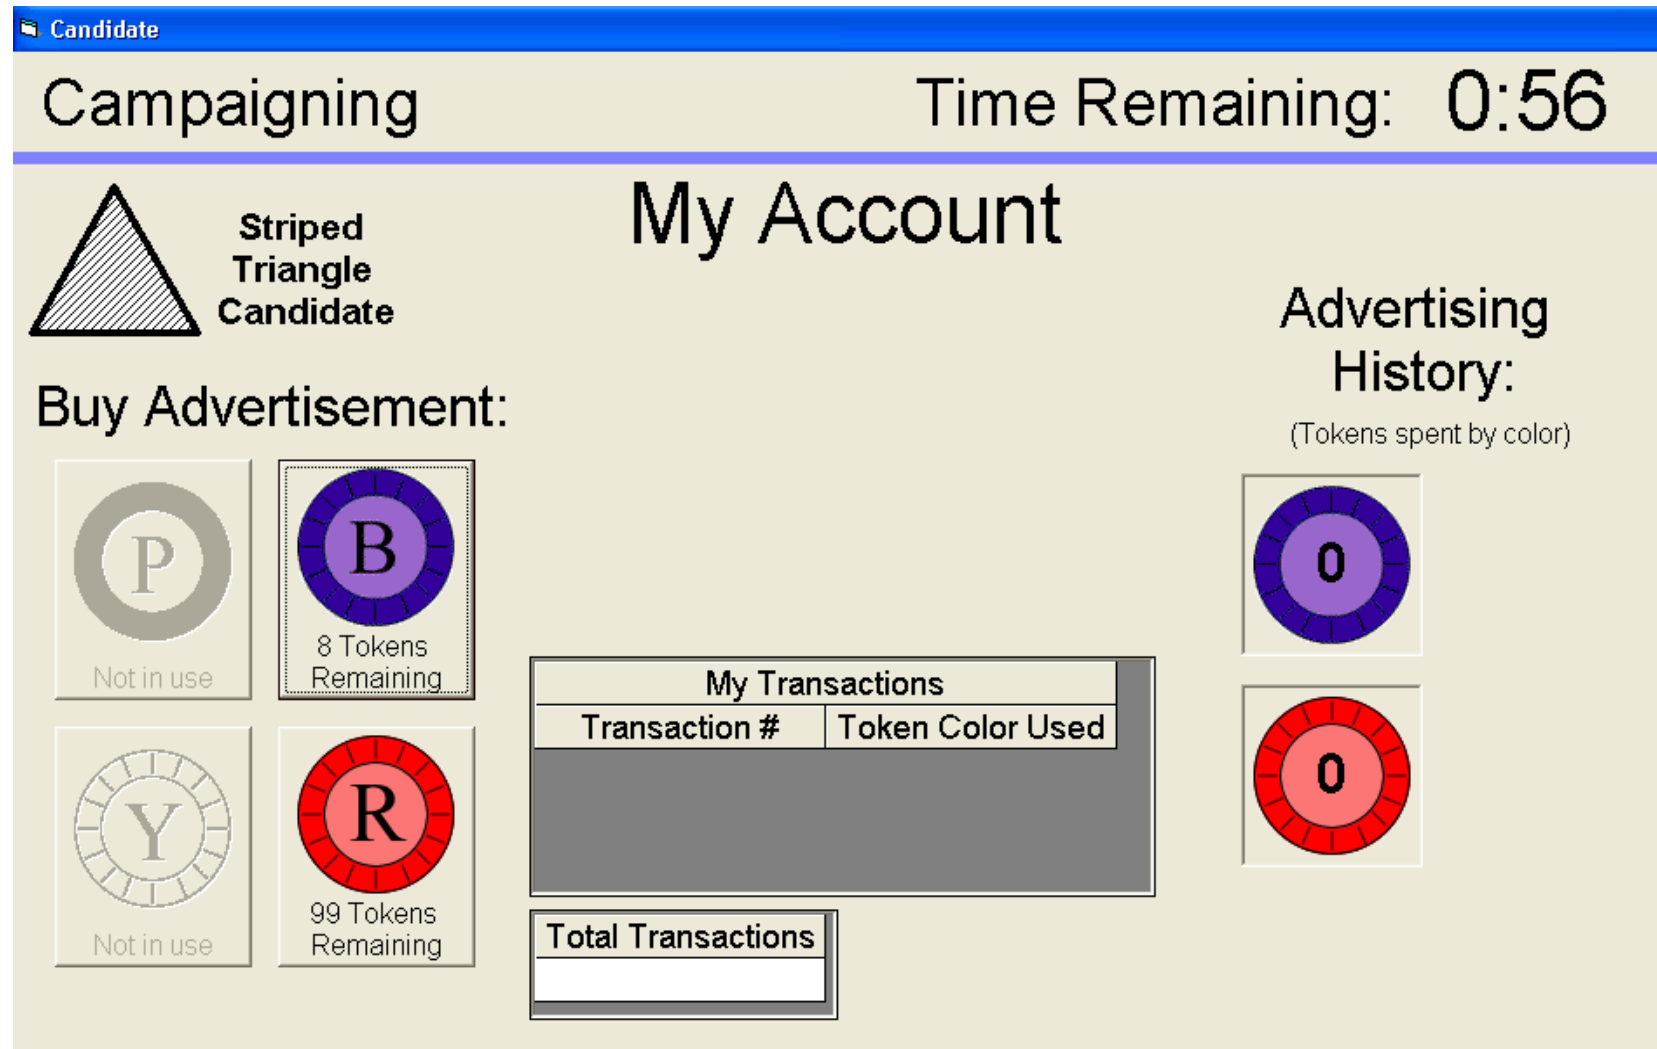 Candidate
Campaigning
Time Remaining: 0:56
Striped
Triangle
Candidate
My Account
Advertising
History:
(Tokens spent by color)
Buy Advertisement:
P
Not in use
B
8 Tokens
Remaining
Y
Not in use
R
99 Tokens
Remaining
My Transactions
Transaction # Token Color Used
Total Transactions
0
0